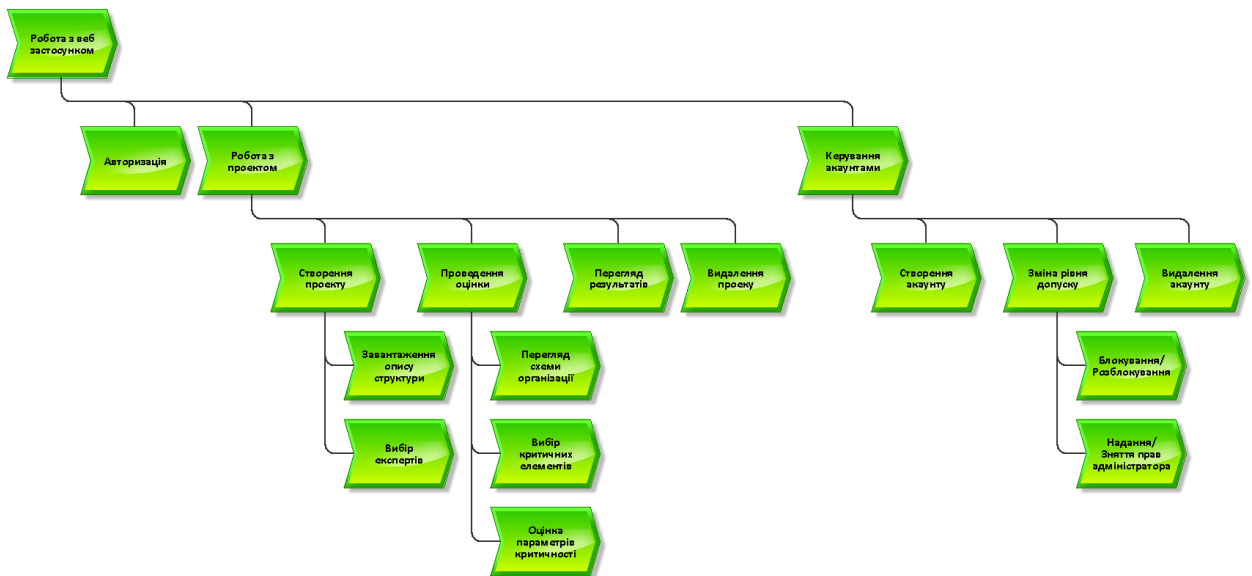 Робота з веб
застосунком
Авторизація
Робота з
проектом
Керування
акаунтами
Створення
проекту
Проведення
оцінки
Перегляд
результатів
Видалення
проеку
Створення
акаунту
Зміна рівня
допуску
Видалення
акаунту
Завантаження
опису
структури
Перегляд
схеми
організації
Блокування/
Розблокування
Вибір
експертів
Вибір
критичних
елементів
Надання/
Зняття прав
адміністратора
Оцінка
параметрів
критичності